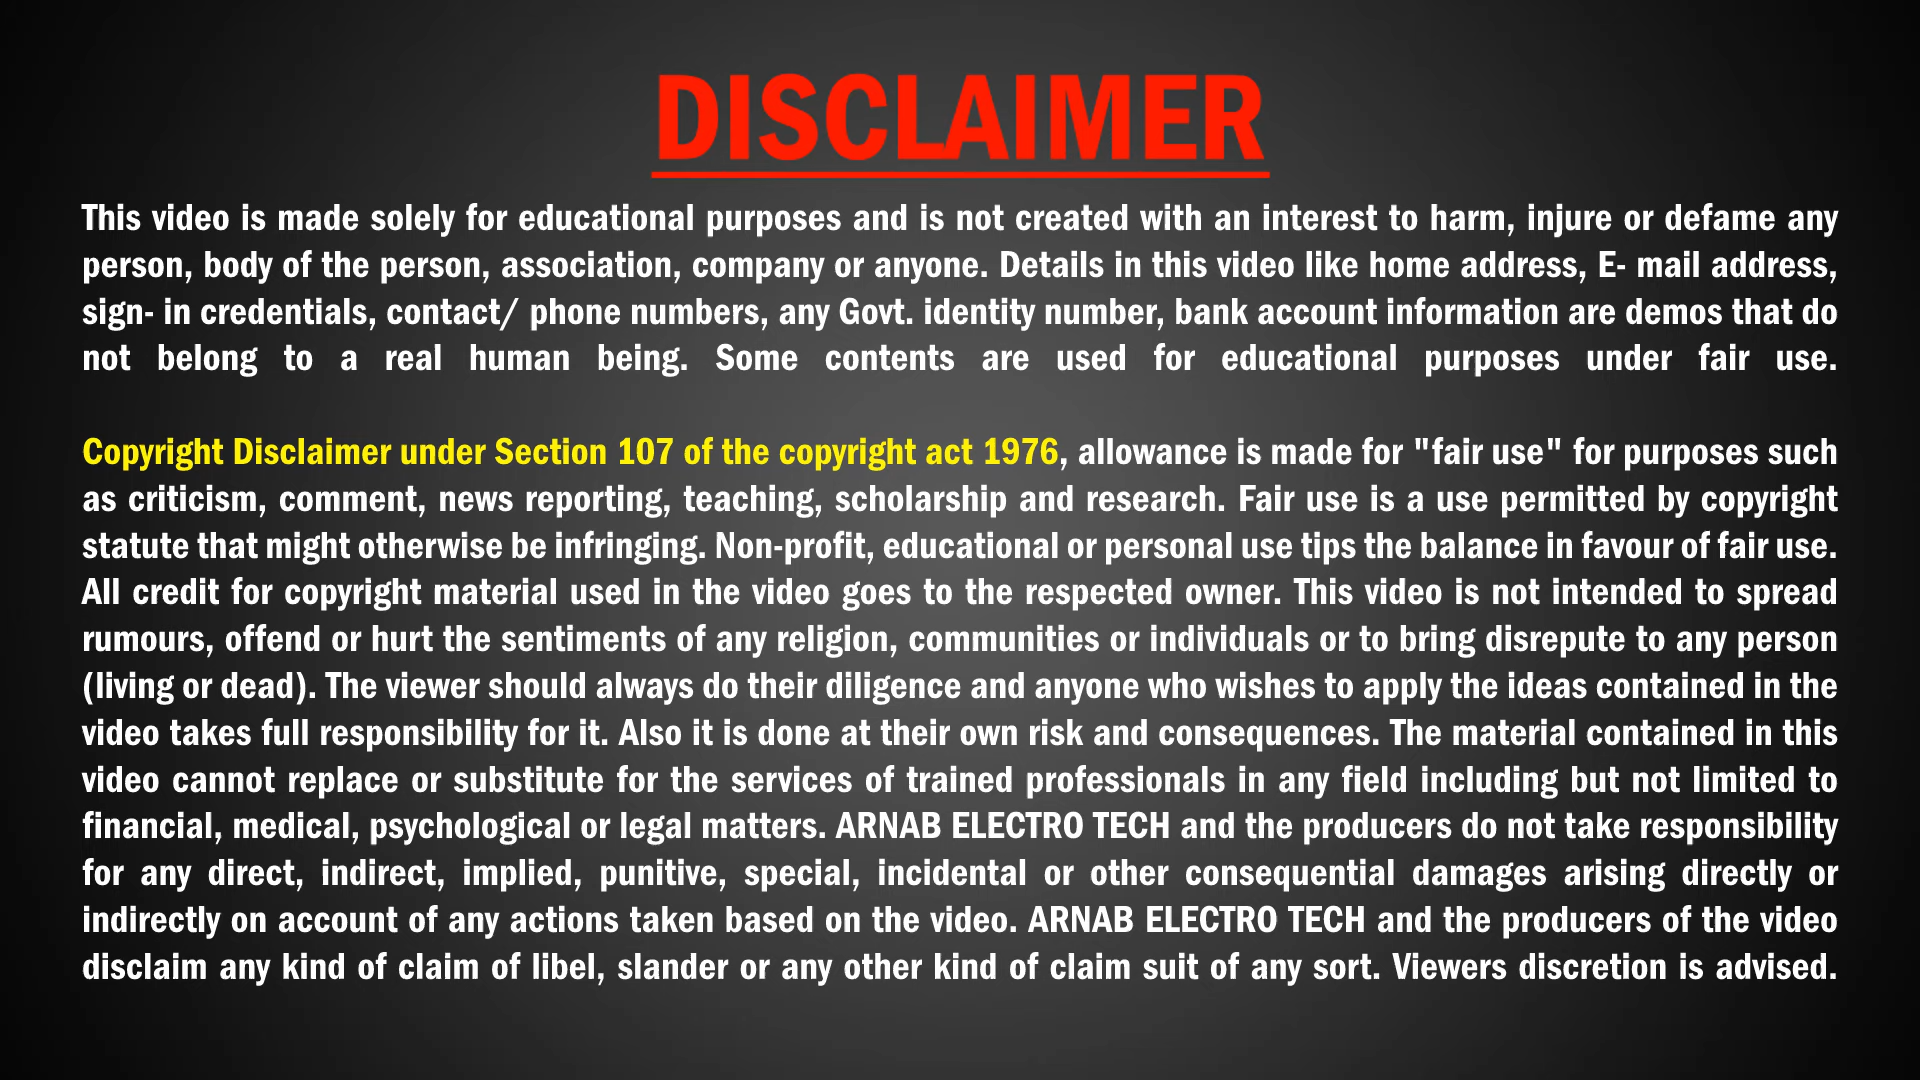 DISCLAIMER
This video is made solely for educational purposes and is not created with an interest to harm, injure or defame any
person, body of the person, association, company or anyone. Details in this video like home address, E- mail address,
sign- in credentials, contact/ phone numbers, any Govt. identity number, bank account information are demos that do
not belong to a real human being. Some contents are used for educational purposes under fair use.
Copyright Disclaimer under Section 107 of the copyright act 1976, allowance is made for "fair use" for purposes such
as criticism, comment, news reporting, teaching, scholarship and research. Fair use is a use permitted by copyright
statute that might otherwise be infringing. Non-profit, educational or personal use tips the balance in favour of fair use.
All credit for copyright material used in the video goes to the respected owner. This video is not intended to spread
rumours, offend or hurt the sentiments of any religion, communities or individuals or to bring disrepute to any person
(living or dead). The viewer should always do their diligence and anyone who wishes to apply the ideas contained in the
video takes full responsibility for it. Also it is done at their own risk and consequences. The material contained in this
video cannot replace or substitute for the services of trained professionals in any field including but not limited to
financial, medical, psychological or legal matters. ARNAB ELECTRO TECH and the producers do not take responsibility
for any direct, indirect, implied, punitive, special, incidental or other consequential damages arising directly or
indirectly on account of any actions taken based on the video. ARNAB ELECTRO TECH and the producers of the video
disclaim any kind of claim of libel, slander or any other kind of claim suit of any sort. Viewers discretion is advised.